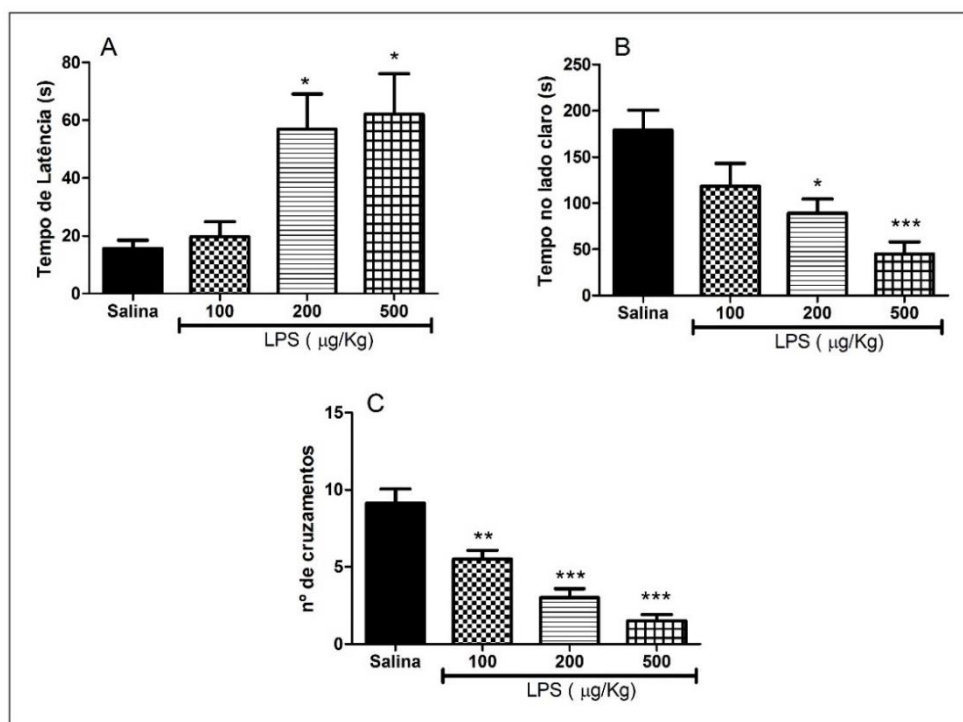 A
Tempo de Latência (s)
80
60
40
20
0
*
*
Salina 100 200 500
LPS ( µg/Kg)
B
Tempo no lado claro (s)
250
200
150
100
50
0
*
***
Salina 100 200 500
LPS ( µg/Kg)
C
nº de cruzamentos
15
10
5
0
**
***
***
Salina 100 200 500
LPS ( µg/Kg)